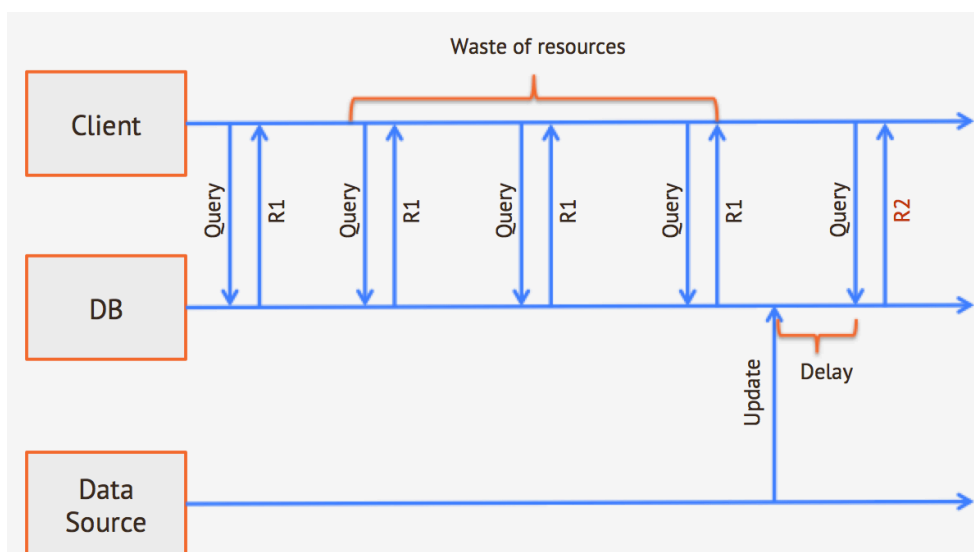 Waste of resources
Client
Query
R1
Query
R1
Query
R1
Query
R1
Query
R2
DB
Update
Delay
Data
Source